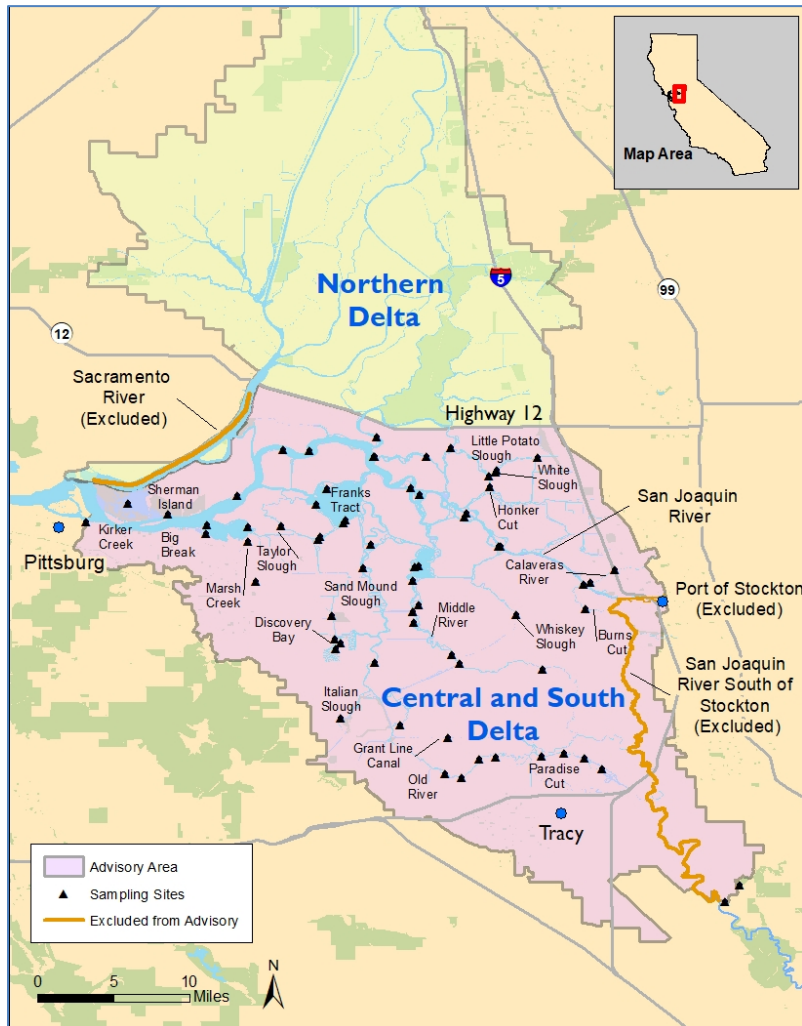 Map Area
Northern
Delta
5
99
12
Sacramento
River
(Excluded)
Highway 12
Little Potato
Slough
White
Slough
Honker
Cut
San Joaquin
River
Sherman
Island
Franks
Tract
Kirker
Creek
Big
Break
Taylor
Slough
Pittsburg
Marsh
Creek
Sand Mound
Slough
Calaveras
River
Port of Stockton
(Excluded)
Discovery
Bay
Middle
River
Whiskey
Slough
Burns
Cut
San Joaquin
River South of
Stockton
(Excluded)
Italian
Slough
Central and South
Delta
Grant Line
Canal
Old
River
Paradise
Cut
Tracy
Advisory Area
Sampling Sites
Excluded from Advisory
0 5 10
Miles
N